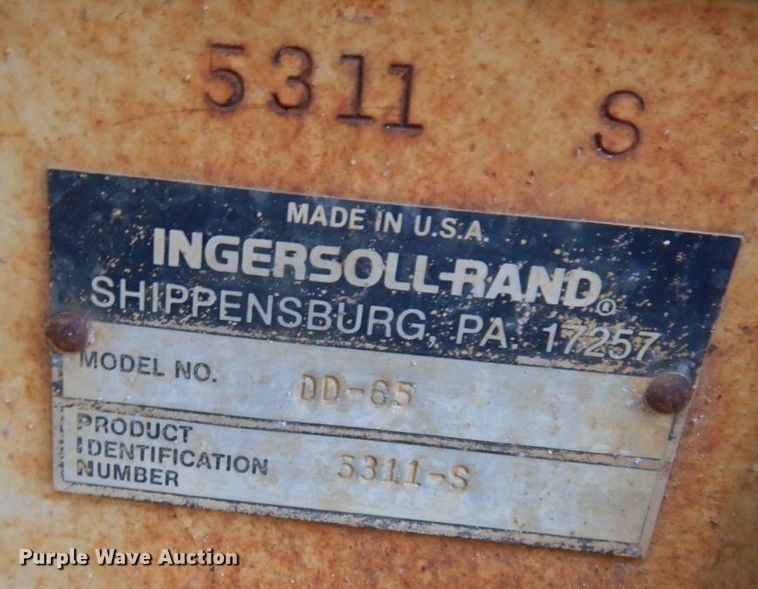 5311 S
MADE IN U.S.A.
INGERSOLL-RAND®
SHIPPENSBURG, PA. 17257
MODEL NO. DD-65
PRODUCT
IDENTIFICATION
NUMBER 5311-S
Purple Wave Auction